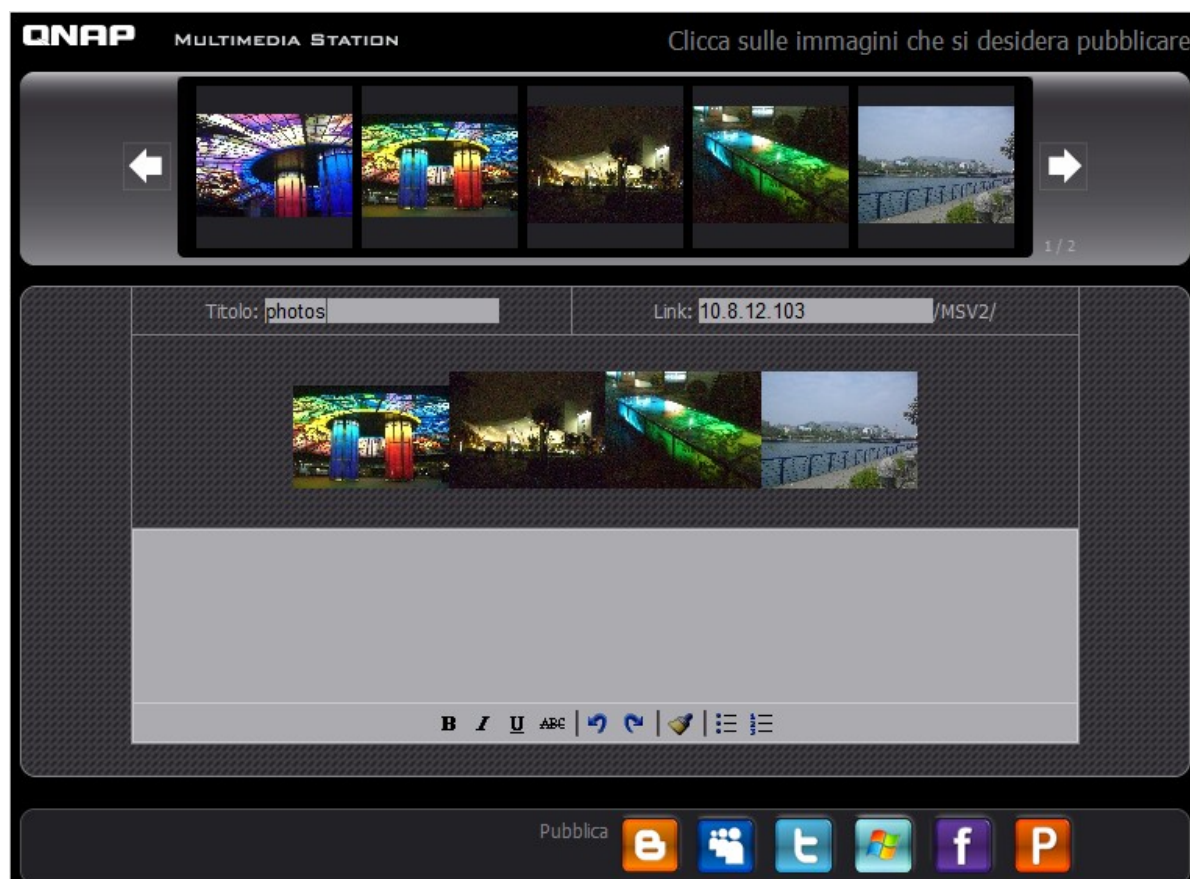 QNAP MULTIMEDIA STATION Clicca sulle immagini che si desidera pubblicare
1 / 2
Titolo: photos Link: 10.8.12.103 /MSV2/
B I U ABC
Pubblica B t f P